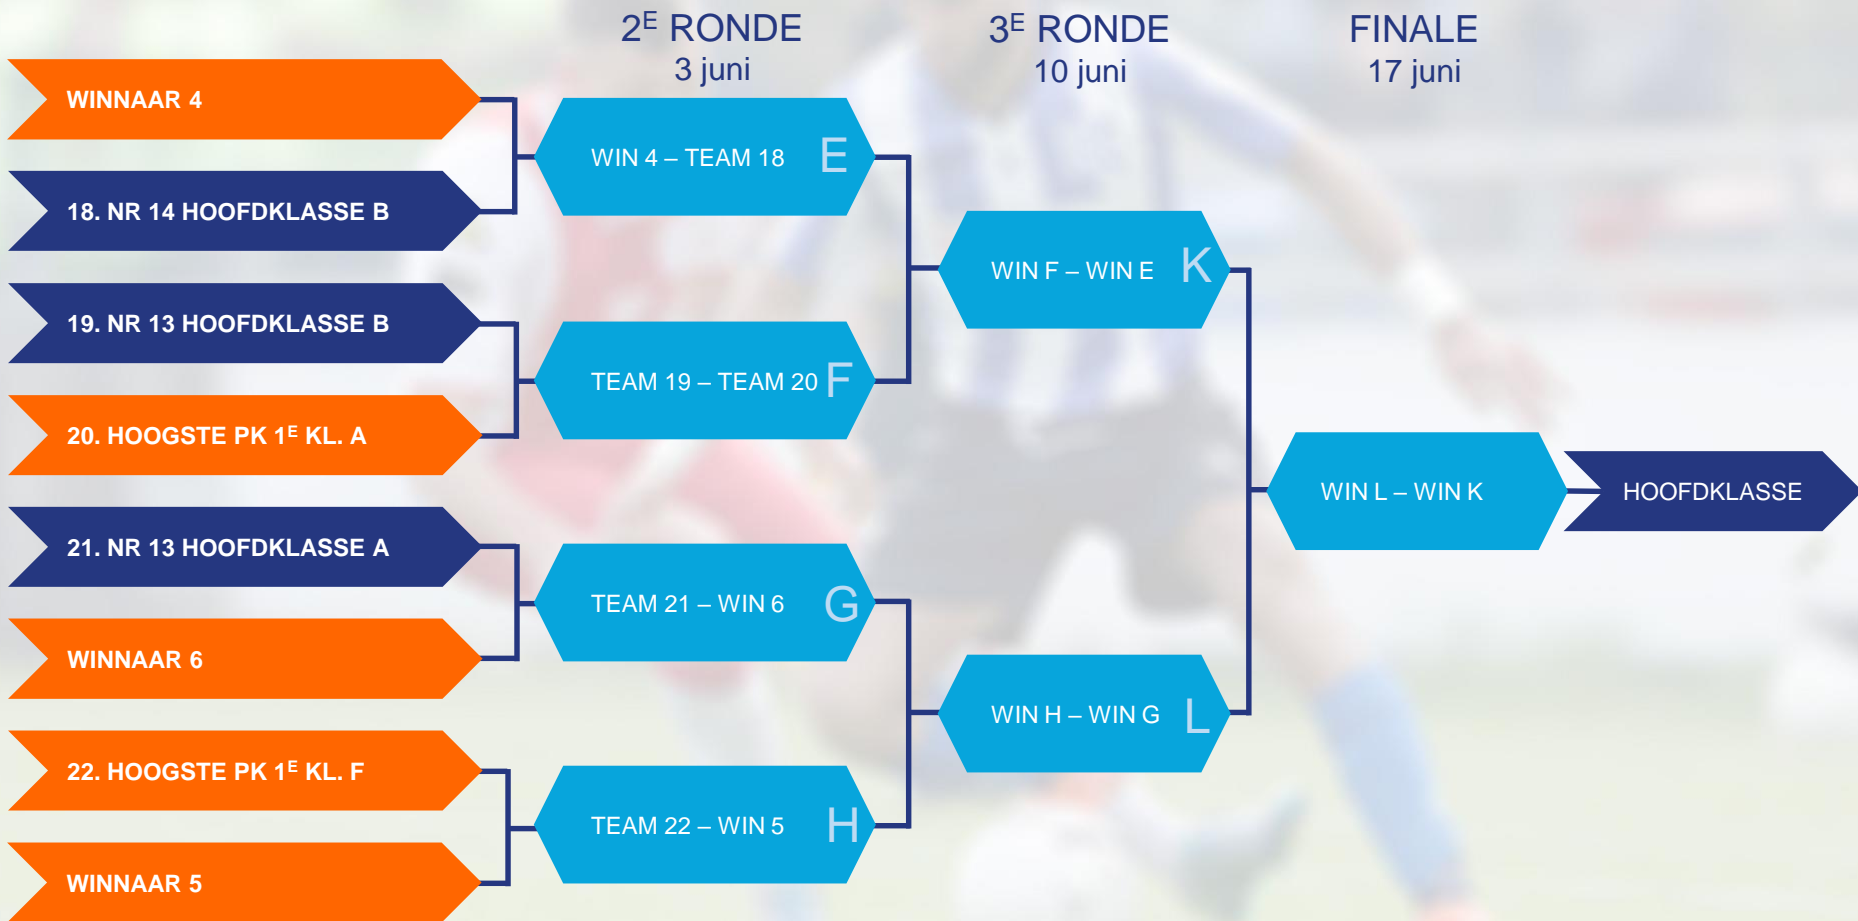 2E RONDE
3 juni
3E RONDE
10 juni
FINALE
17 juni
WINNAAR 4
18. NR 14 HOOFDKLASSE B
19. NR 13 HOOFDKLASSE B
20. HOOGSTE PK 1E KL. A
21. NR 13 HOOFDKLASSE A
WINNAAR 6
22. HOOGSTE PK 1E KL. F
WINNAAR 5
WIN 4 – TEAM 18 E
TEAM 19 – TEAM 20 F
TEAM 21 – WIN 6 G
TEAM 22 – WIN 5 H
WIN F – WIN E K
WIN H – WIN G L
WIN L – WIN K
HOOFDKLASSE